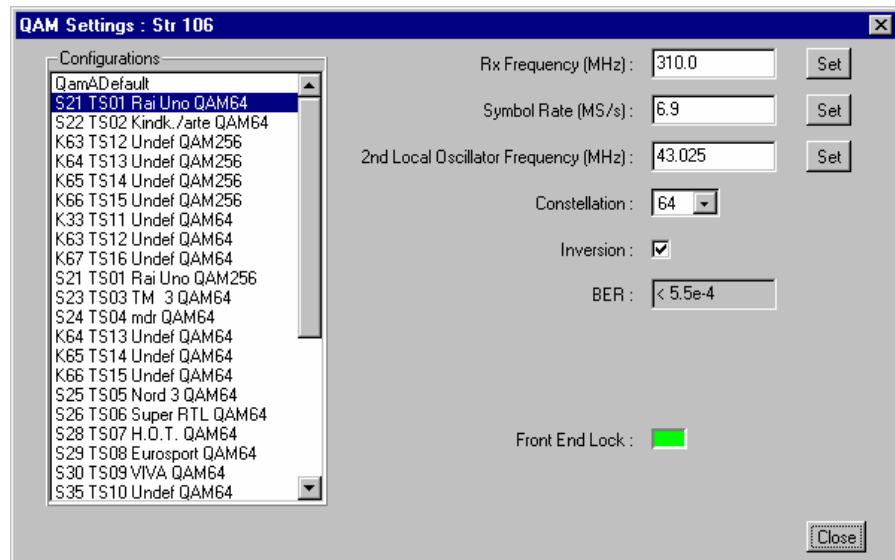 QAM Settings : Str 106
Configurations
QamADefault
S21 TS01 Rai Uno QAM64
S22 TS02 Kindk./arte QAM64
K63 TS12 Undef QAM256
K64 TS13 Undef QAM256
K65 TS14 Undef QAM256
K66 TS15 Undef QAM256
K33 TS11 Undef QAM64
K63 TS12 Undef QAM64
K67 TS16 Undef QAM64
S21 TS01 Rai Uno QAM256
S23 TS03 TM 3 QAM64
S24 TS04 mdr QAM64
K64 TS13 Undef QAM64
K65 TS14 Undef QAM64
K66 TS15 Undef QAM64
S25 TS05 Nord 3 QAM64
S26 TS06 Super RTL QAM64
S28 TS07 H.O.T. QAM64
S29 TS08 Eurosport QAM64
S30 TS09 VIVA QAM64
S35 TS10 Undef QAM64
Rx Frequency (MHz) : 310.0 Set
Symbol Rate (MS/s) : 6.9 Set
2nd Local Oscillator Frequency (MHz) : 43.025 Set
Constellation : 64
Inversion :
BER : < 5.5e-4
Front End Lock :
Close